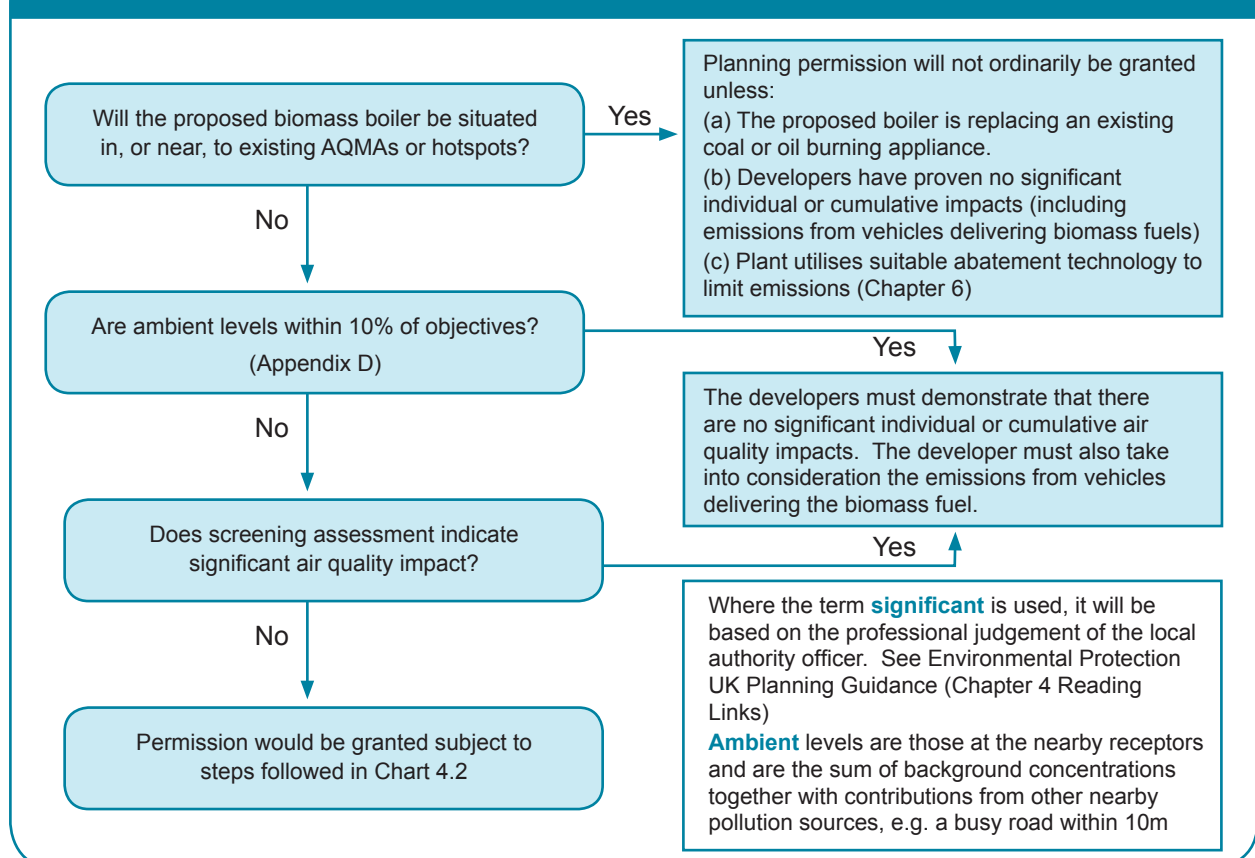 Will the proposed biomass boiler be situated
in, or near, to existing AQMAs or hotspots?
Yes
Planning permission will not ordinarily be granted
unless:
(a) The proposed boiler is replacing an existing
coal or oil burning appliance.
(b) Developers have proven no significant
individual or cumulative impacts (including
emissions from vehicles delivering biomass fuels)
(c) Plant utilises suitable abatement technology to
limit emissions (Chapter 6)
No
Are ambient levels within 10% of objectives?
(Appendix D)
Yes
The developers must demonstrate that there
are no significant individual or cumulative air
quality impacts. The developer must also take
into consideration the emissions from vehicles
delivering the biomass fuel.
No
Does screening assessment indicate
significant air quality impact?
Yes
No
Permission would be granted subject to
steps followed in Chart 4.2
Where the term significant is used, it will be
based on the professional judgement of the local
authority officer. See Environmental Protection
UK Planning Guidance (Chapter 4 Reading
Links)
Ambient levels are those at the nearby receptors
and are the sum of background concentrations
together with contributions from other nearby
pollution sources, e.g. a busy road within 10m